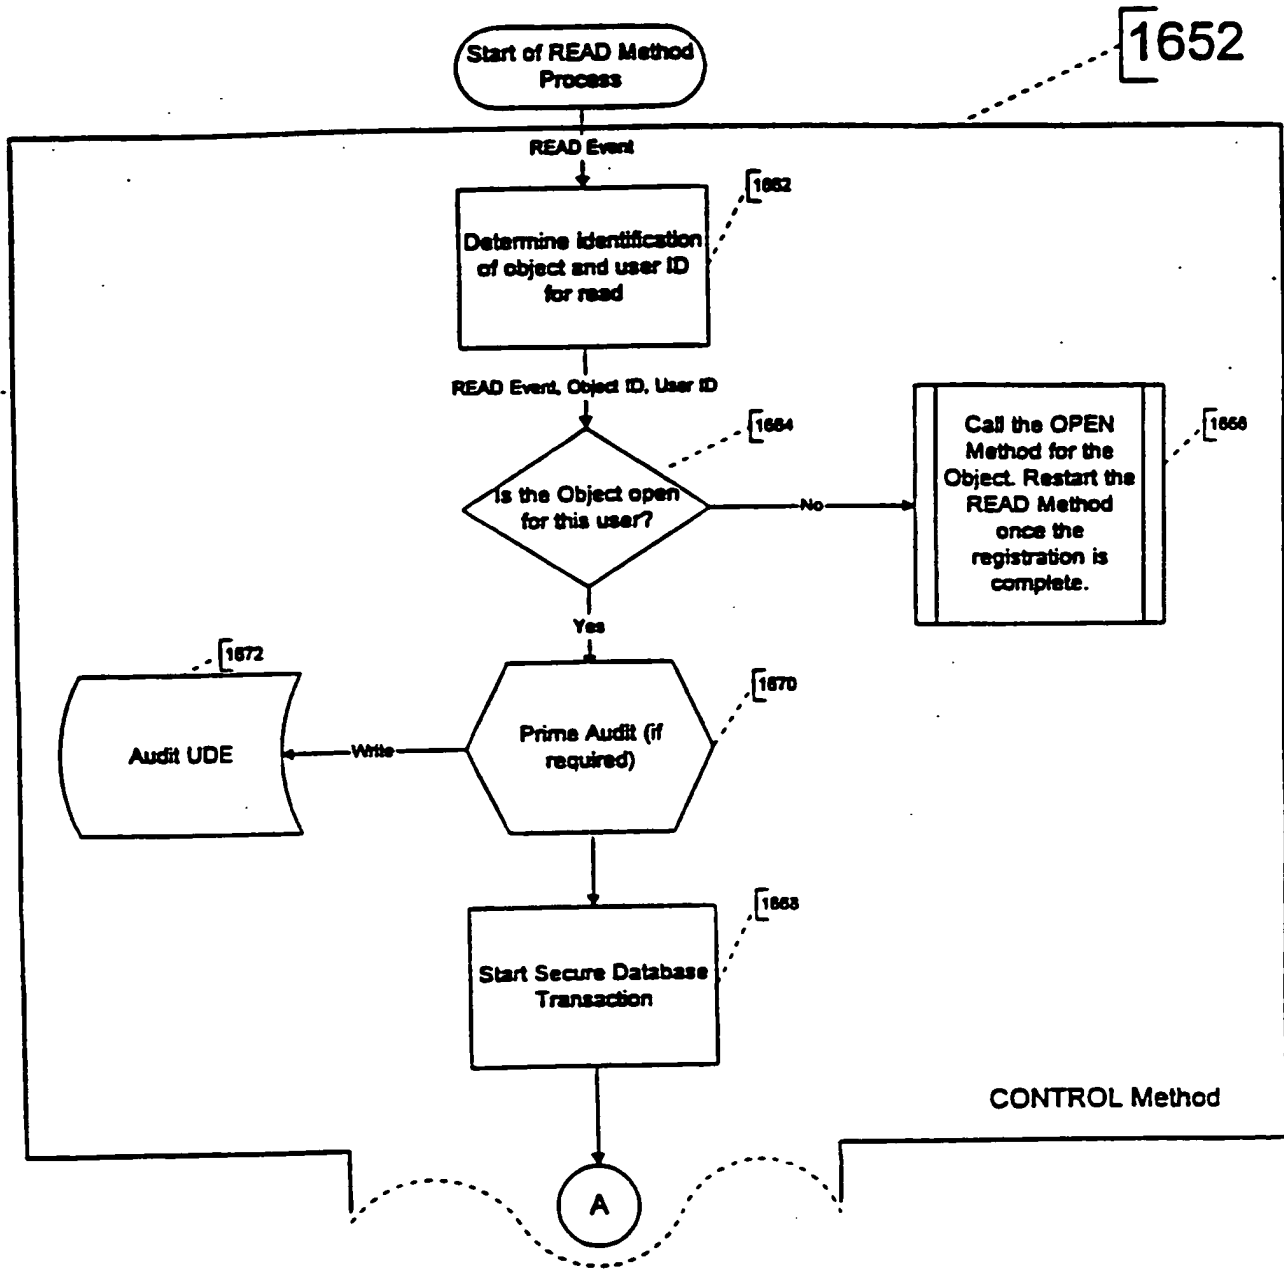 1652
Start of READ Method
Process
READ Event
1662
Determine identification
of object and user ID
for read
READ Event, Object ID, User ID
1664
Is the Object open
for this user?
No
Call the OPEN
Method for the
Object. Restart the
READ Method
once the
registration is
complete.
Yes
1672
1670
Audit UDE
Write
Prime Audit (if
required)
Start Secure Database
Transaction
CONTROL Method
A